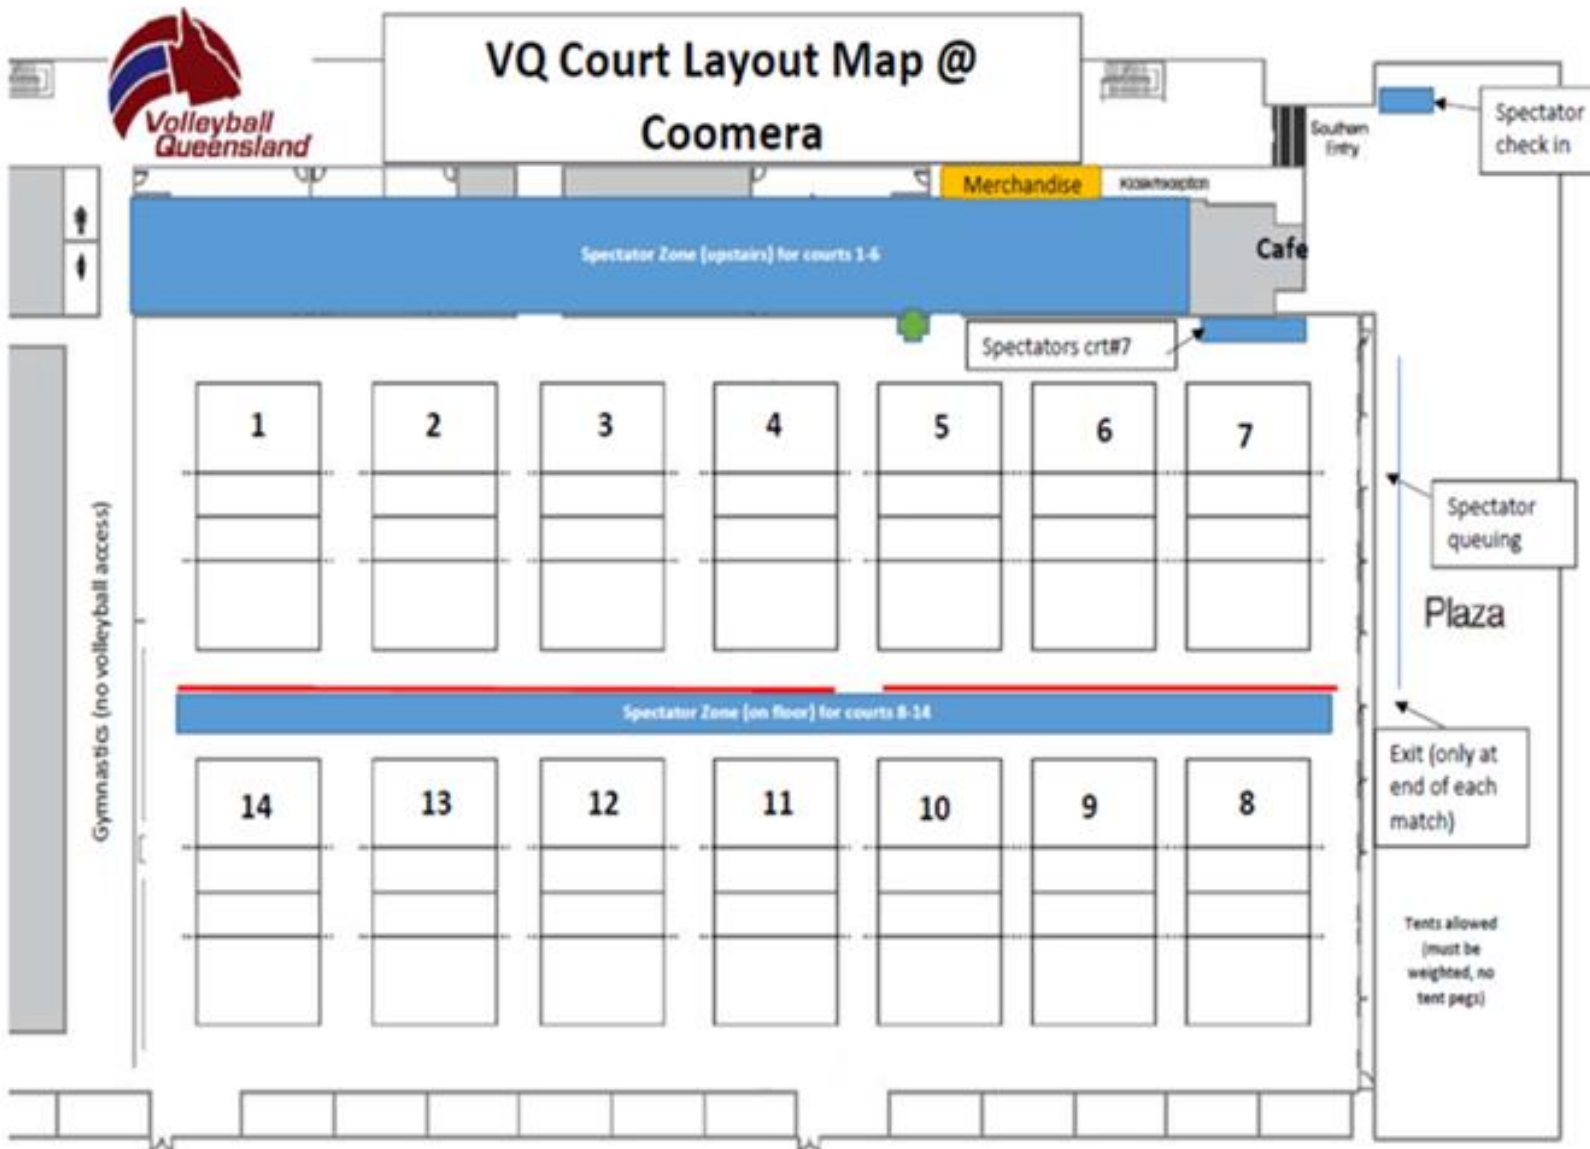 VQ Court Layout Map @
Coomera
Volleyball
Queensland
Spectator
check in
Southern
Entry
Merchandise
Kiosk/reception
Spectator Zone (upstairs) for courts 1-6
Cafe
Spectators crt#7
1
2
3
4
5
6
7
Spectator
queuing
Plaza
Gymnastics (no volleyball access)
Spectator Zone (on floor) for courts 8-14
Exit (only at
end of each
match)
14
13
12
11
10
9
8
Tents allowed
(must be
weighted, no
tent pegs)